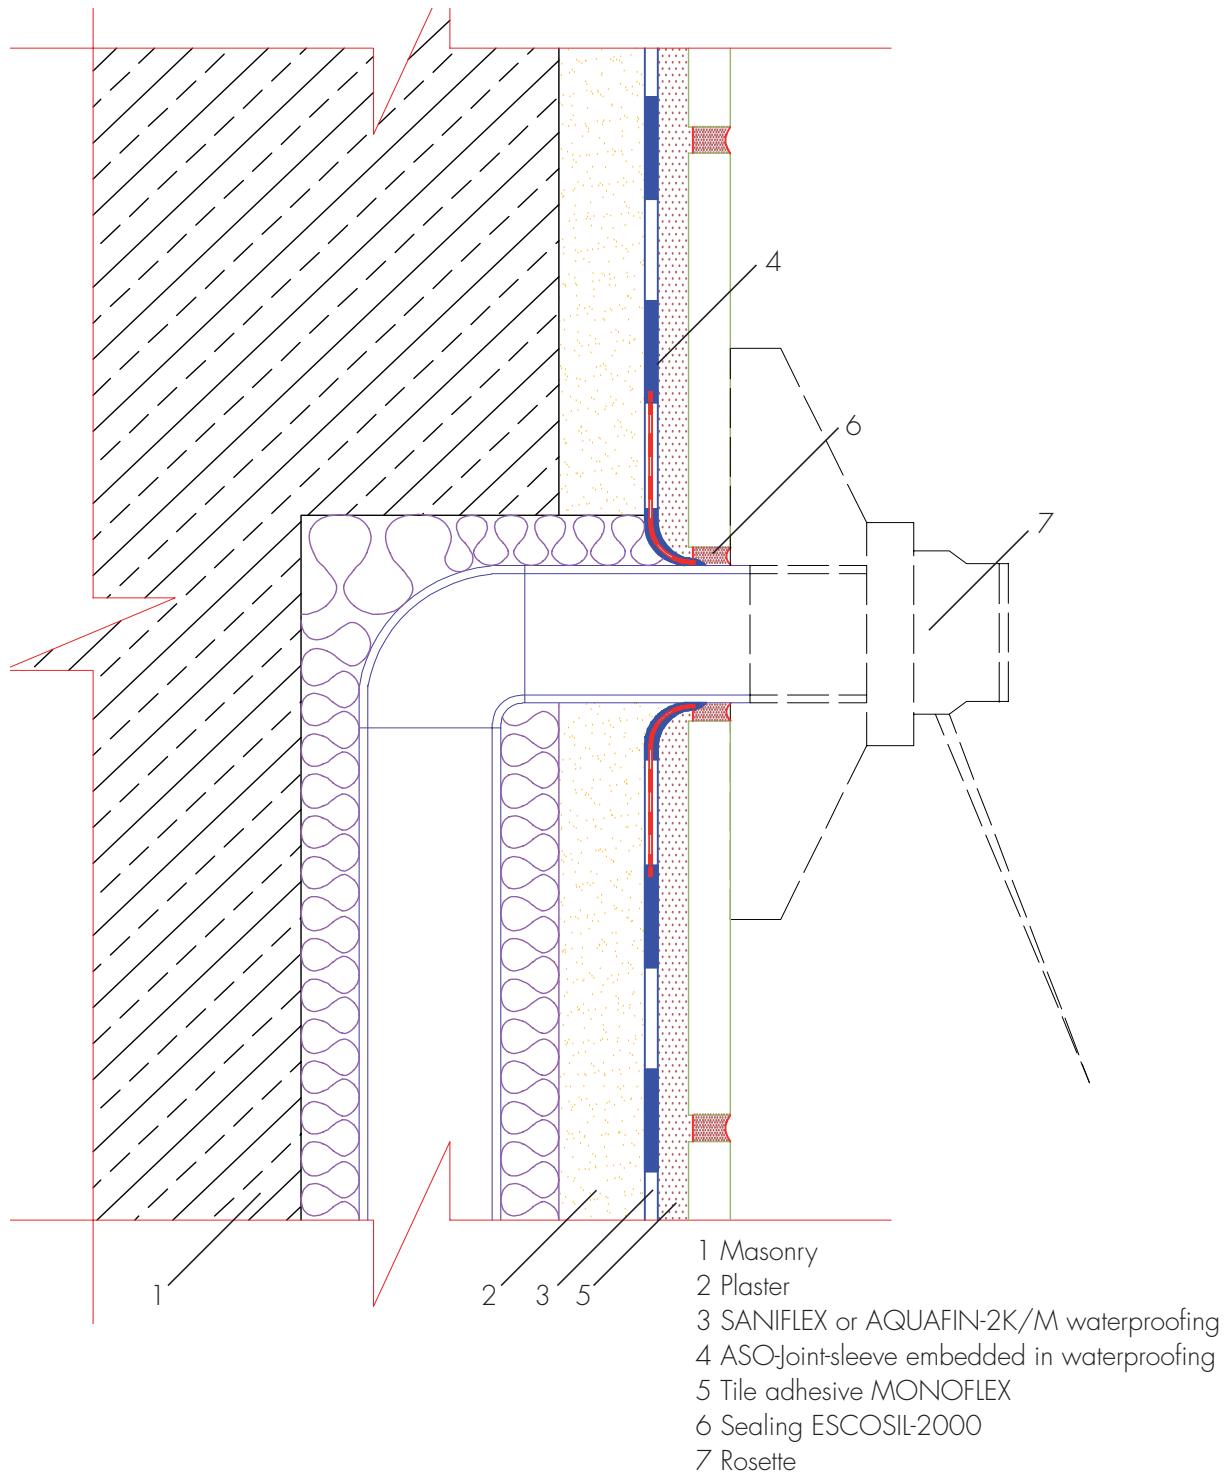 4
6
7
1
2
3
5
1 Masonry
2 Plaster
3 SANIFLEX or AQUAFIN-2K/M waterproofing
4 ASO-Joint-sleeve embedded in waterproofing
5 Tile adhesive MONOFLEX
6 Sealing ESCOSIL-2000
7 Rosette